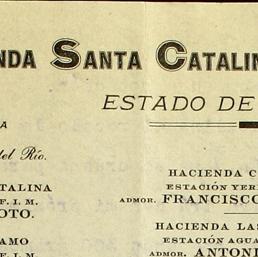 NDA SANTA CATALIN
ESTADO DE
A
del Río.
HACIENDA C
ATALINA
ESTACIÓN YER
F. I. M.
ADMOR. FRANCISCO
OTO.
HACIENDA LAS
AMO
ESTACIÓN AGUA
F. I. M.
ADMOR. ANTONI